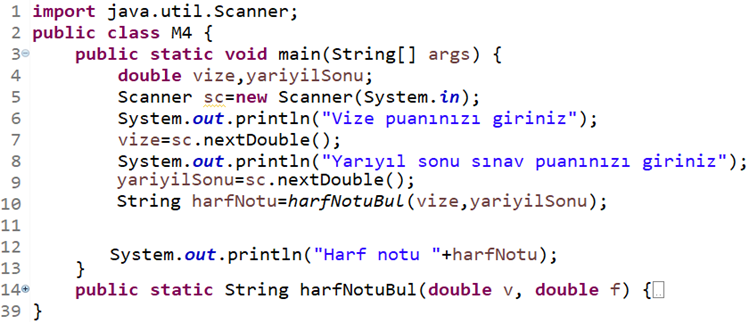 1 import java.util.Scanner;
2 public class M4 {
3 public static void main(String[] args) {
4 double vize,yariyilSonu;
5 Scanner sc=new Scanner(System.in);
6 System.out.println("Vize puanınızı giriniz");
7 vize=sc.nextDouble();
8 System.out.println("Yarıyıl sonu sınav puanınızı giriniz");
9 yariyilSonu=sc.nextDouble();
10 String harfNotu=harfNotuBul(vize,yariyilSonu);
11
12 System.out.println("Harf notu "+harfNotu);
13 }
14 public static String harfNotuBul(double v, double f) {
39 }